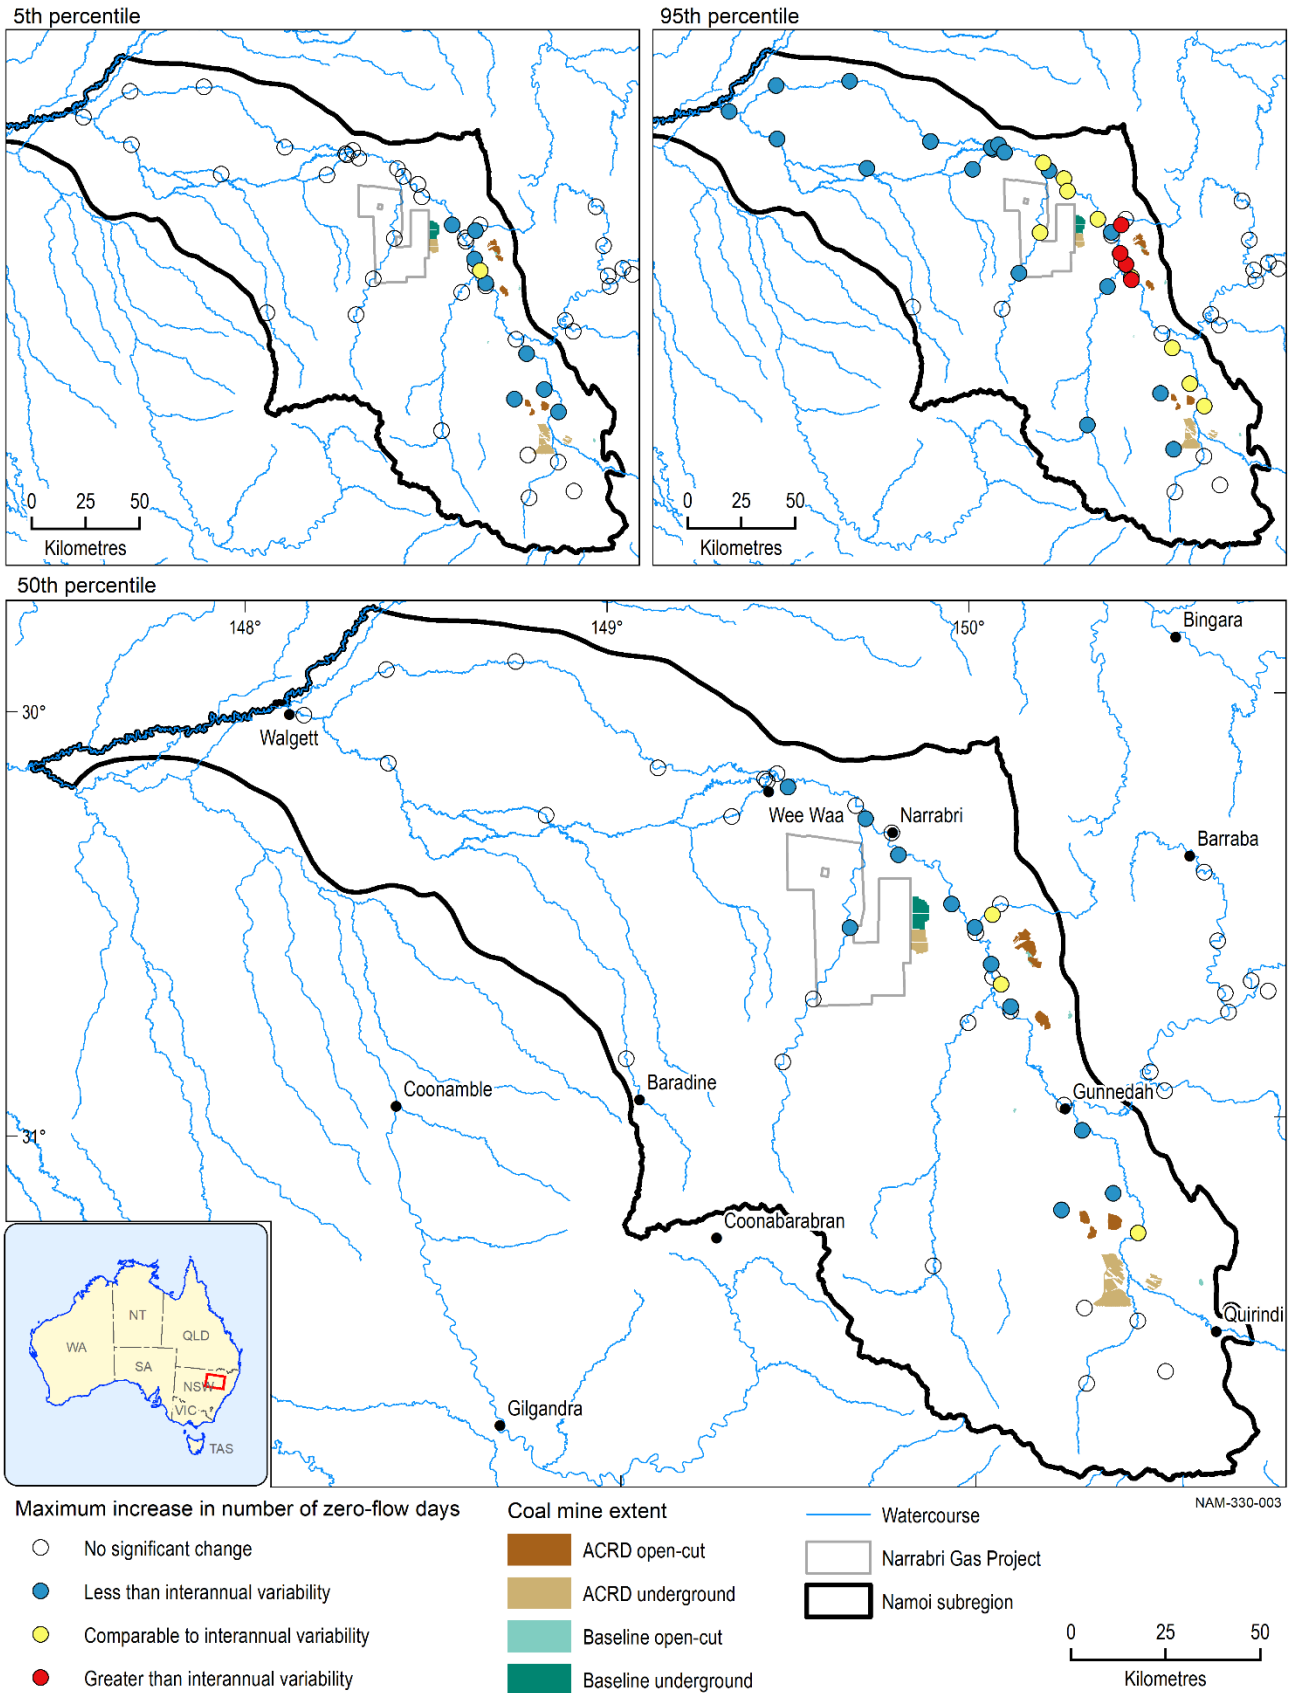 5th percentile
95th percentile
0 25 50
Kilometres
0 25 50
Kilometres
50th percentile
148°
149°
150°
Bingara
30°
Walgett
Wee Waa
Narrabri
Barraba
Baradine
Coonamble
Gunnedah
31°
Coonabarabran
Quirindi
Gilgandra
NT
QLD
WA
SA
NSW
VIC
TAS
NAM-330-003
Maximum increase in number of zero-flow days
No significant change
Less than interannual variability
Comparable to interannual variability
Greater than interannual variability
Coal mine extent
ACRD open-cut
ACRD underground
Baseline open-cut
Baseline underground
Watercourse
Narrabri Gas Project
Namoi subregion
0 25 50
Kilometres